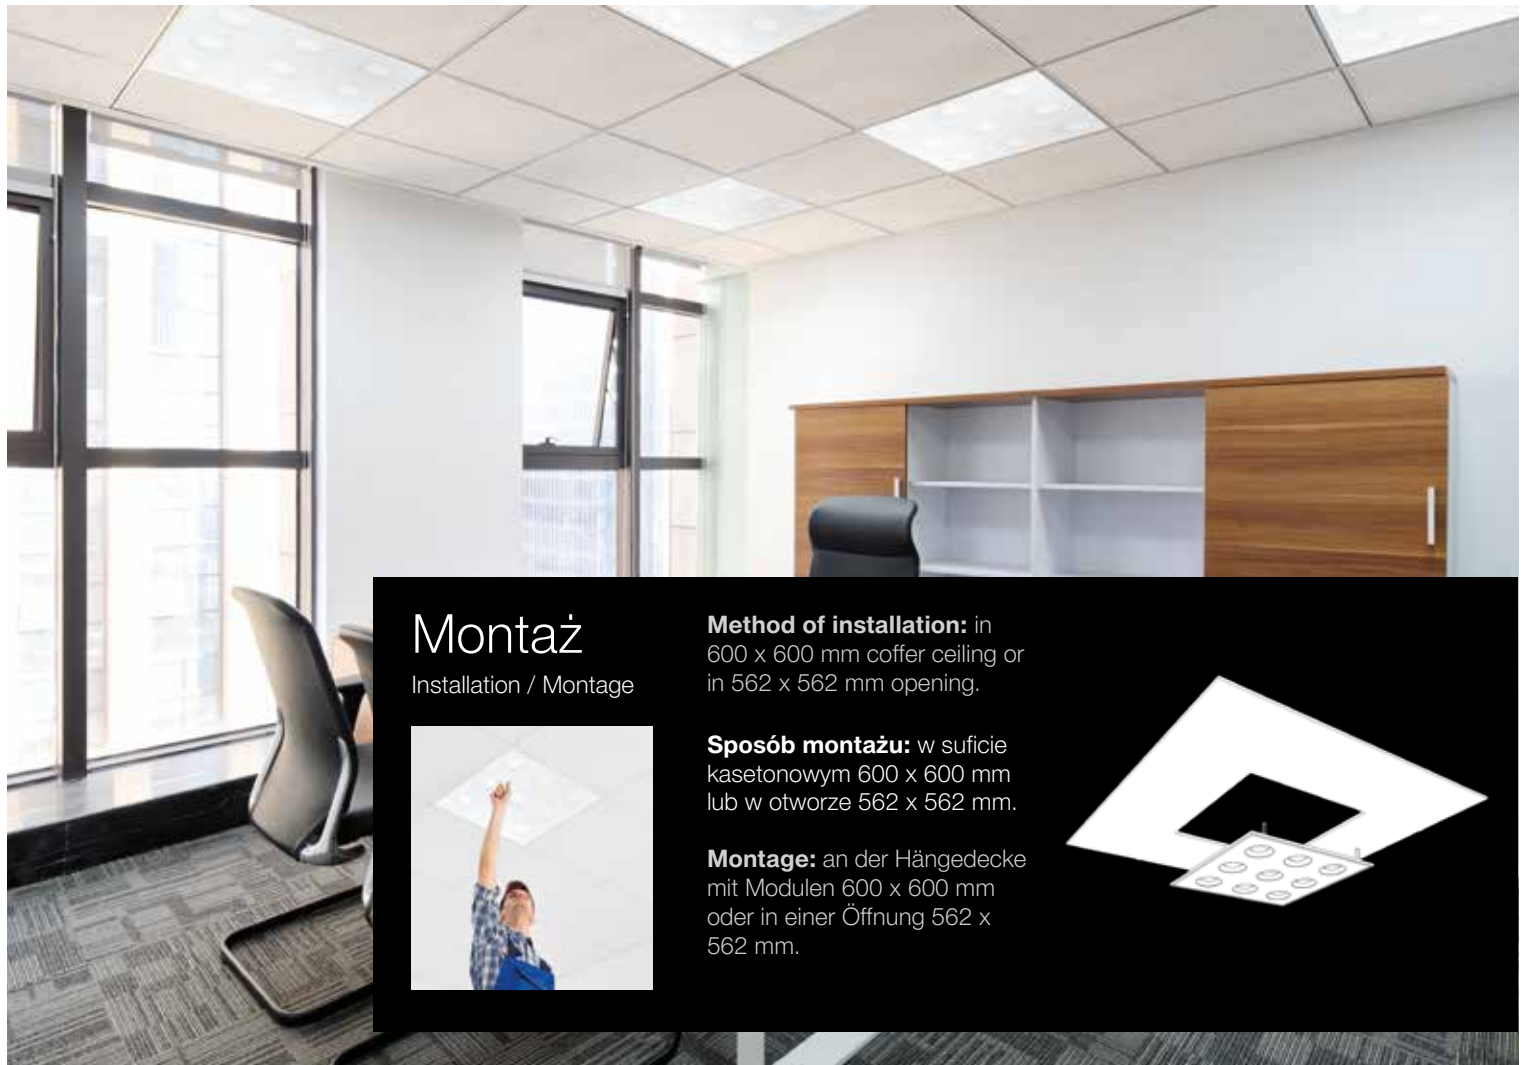 Montaż
Installation / Montage
Method of installation: in
600 x 600 mm coffer ceiling or
in 562 x 562 mm opening.
Sposób montażu: w suficie
kasetonowym 600 x 600 mm
lub w otworze 562 x 562 mm.
Montage: an der Hängedecke
mit Modulen 600 x 600 mm
oder in einer Öffnung 562 x
562 mm.